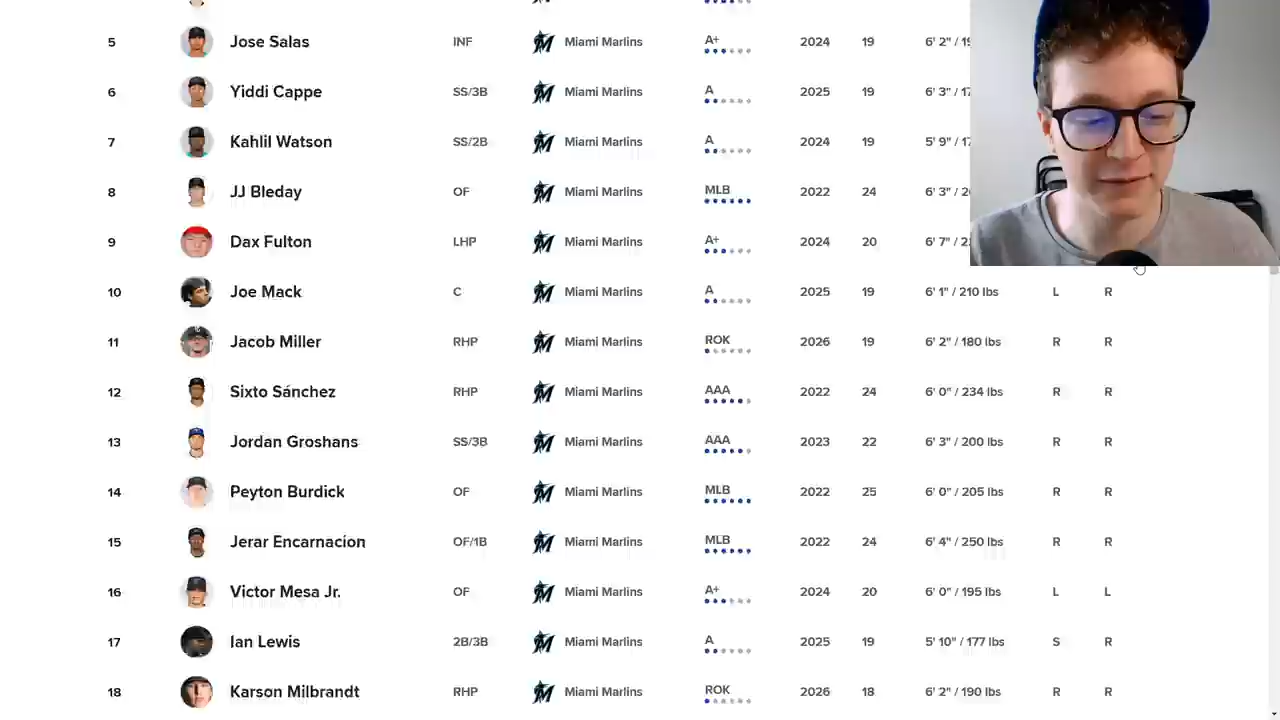 5 Jose Salas INF Miami Marlins A+ 2024 19 6' 2" / 19
6 Yiddi Cappe SS/3B Miami Marlins A 2025 19 6' 3" / 17
7 Kahlil Watson SS/2B Miami Marlins A 2024 19 5' 9" / 17
8 JJ Bleday OF Miami Marlins MLB 2022 24 6' 3" / 2
9 Dax Fulton LHP Miami Marlins A+ 2024 20 6' 7" / 2
10 Joe Mack C Miami Marlins A 2025 19 6' 1" / 210 lbs L R
11 Jacob Miller RHP Miami Marlins ROK 2026 19 6' 2" / 180 lbs R R
12 Sixto Sánchez RHP Miami Marlins AAA 2022 24 6' 0" / 234 lbs R R
13 Jordan Groshans SS/3B Miami Marlins AAA 2023 22 6' 3" / 200 lbs R R
14 Peyton Burdick OF Miami Marlins MLB 2022 25 6' 0" / 205 lbs R R
15 Jerar Encarnacion OF/1B Miami Marlins MLB 2022 24 6' 4" / 250 lbs R R
16 Victor Mesa Jr. OF Miami Marlins A+ 2024 20 6' 0" / 195 lbs L L
17 Ian Lewis 2B/3B Miami Marlins A 2025 19 5' 10" / 177 lbs S R
18 Karson Milbrandt RHP Miami Marlins ROK 2026 18 6' 2" / 190 lbs R R